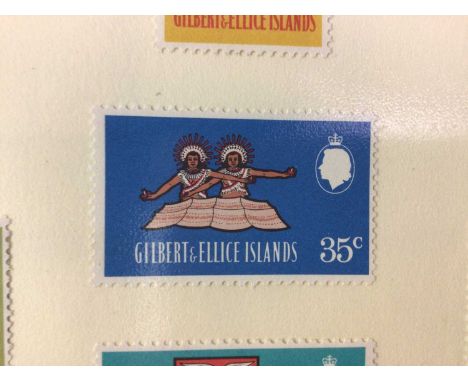 GILBERT & ELLICE ISLANDS
GILBERT & ELLICE ISLANDS 35c